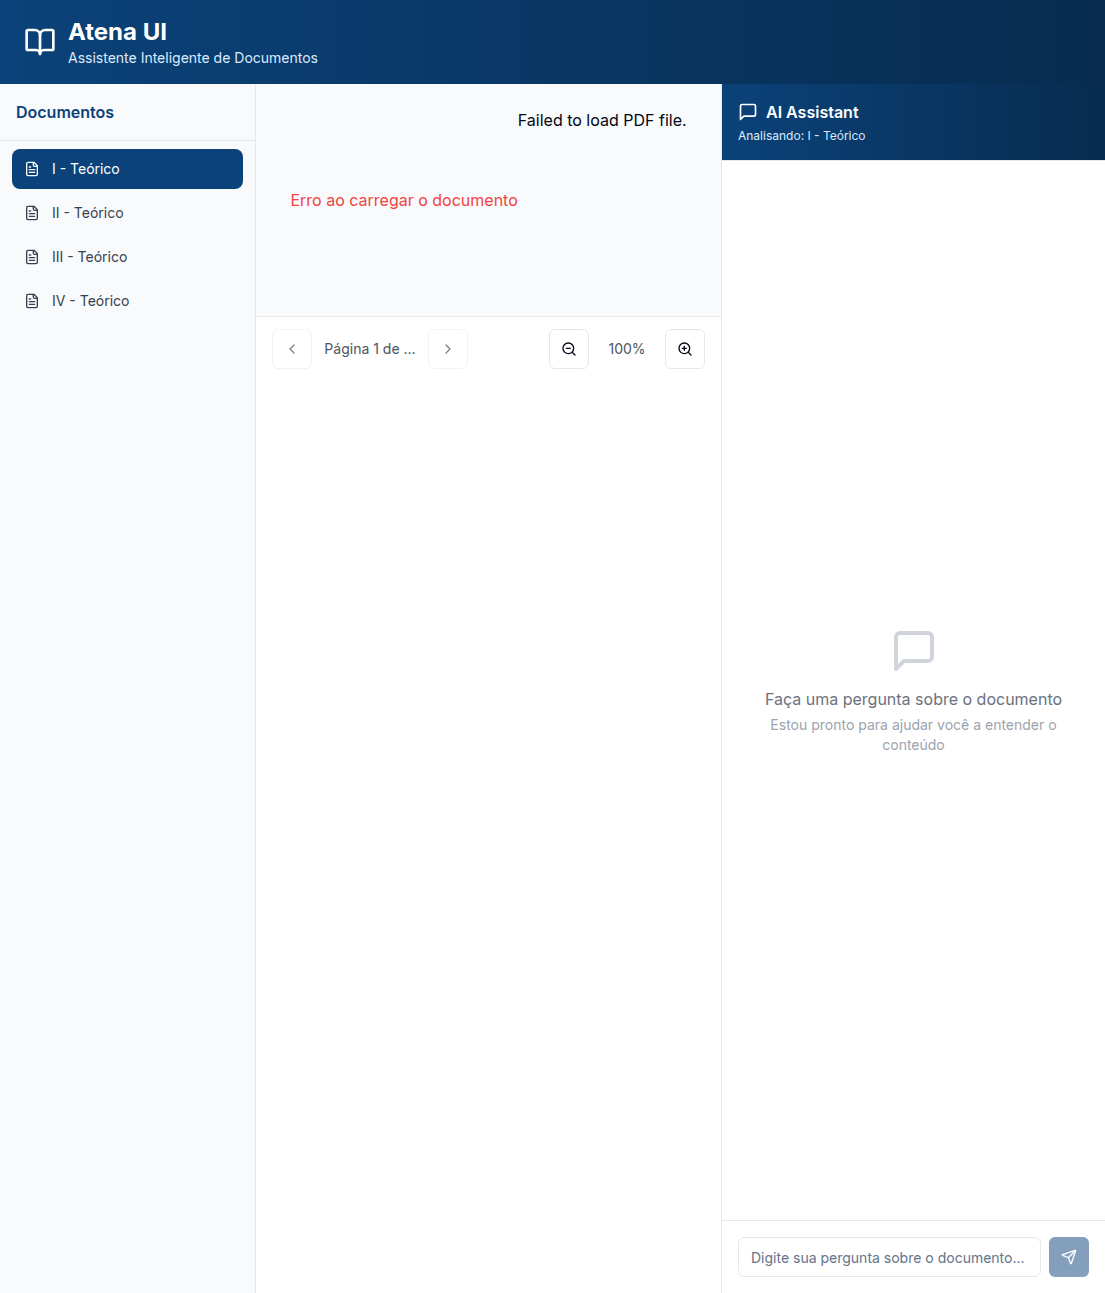 Atena UI
Assistente Inteligente de Documentos
Documentos
I - Teórico
II - Teórico
III - Teórico
IV - Teórico
Failed to load PDF file.
Erro ao carregar o documento
Página 1 de ...
100%
AI Assistant
Analisando: I - Teórico
Faça uma pergunta sobre o documento
Estou pronto para ajudar você a entender o
conteúdo
Digite sua pergunta sobre o documento...